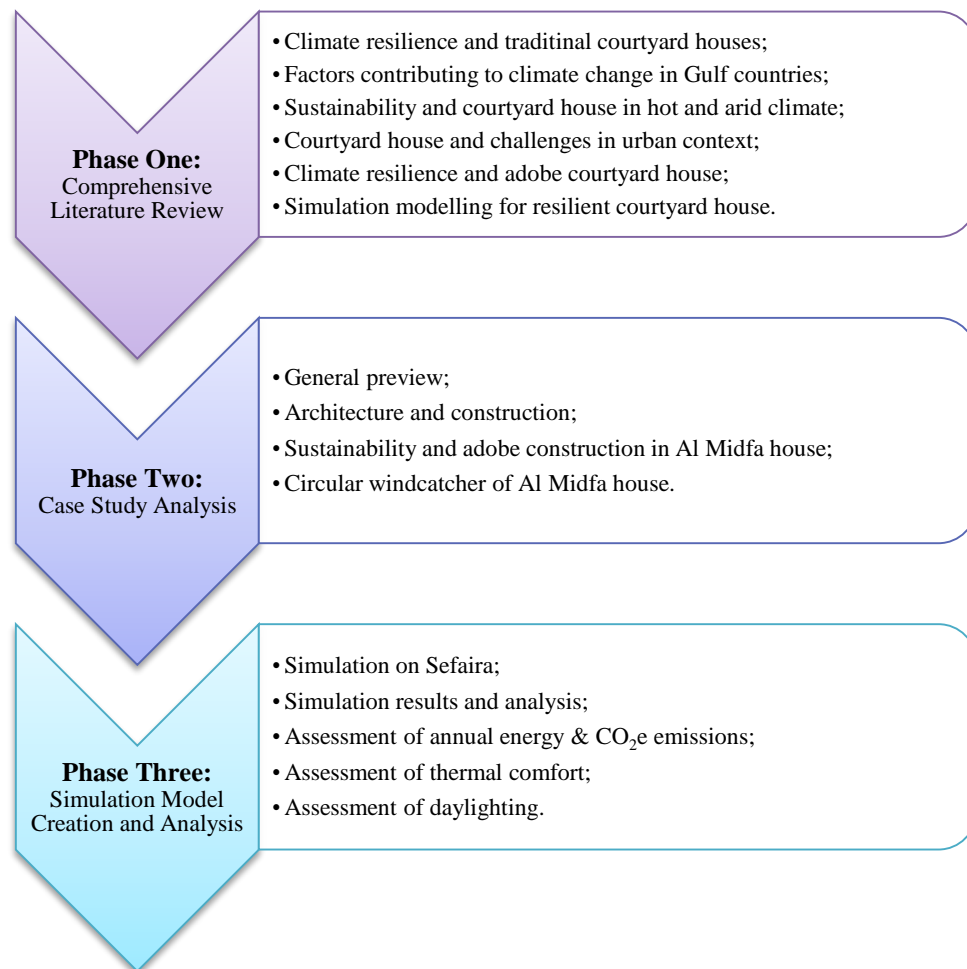 Phase One:
Comprehensive
Literature Review
• Climate resilience and traditinal courtyard houses;
• Factors contributing to climate change in Gulf countries;
• Sustainability and courtyard house in hot and arid climate;
• Courtyard house and challenges in urban context;
• Climate resilience and adobe courtyard house;
• Simulation modelling for resilient courtyard house.
Phase Two:
Case Study Analysis
• General preview;
• Architecture and construction;
• Sustainability and adobe construction in Al Midfa house;
• Circular windcatcher of Al Midfa house.
Phase Three:
Simulation Model
Creation and Analysis
• Simulation on Sefaira;
• Simulation results and analysis;
• Assessment of annual energy & CO₂e emissions;
• Assessment of thermal comfort;
• Assessment of daylighting.